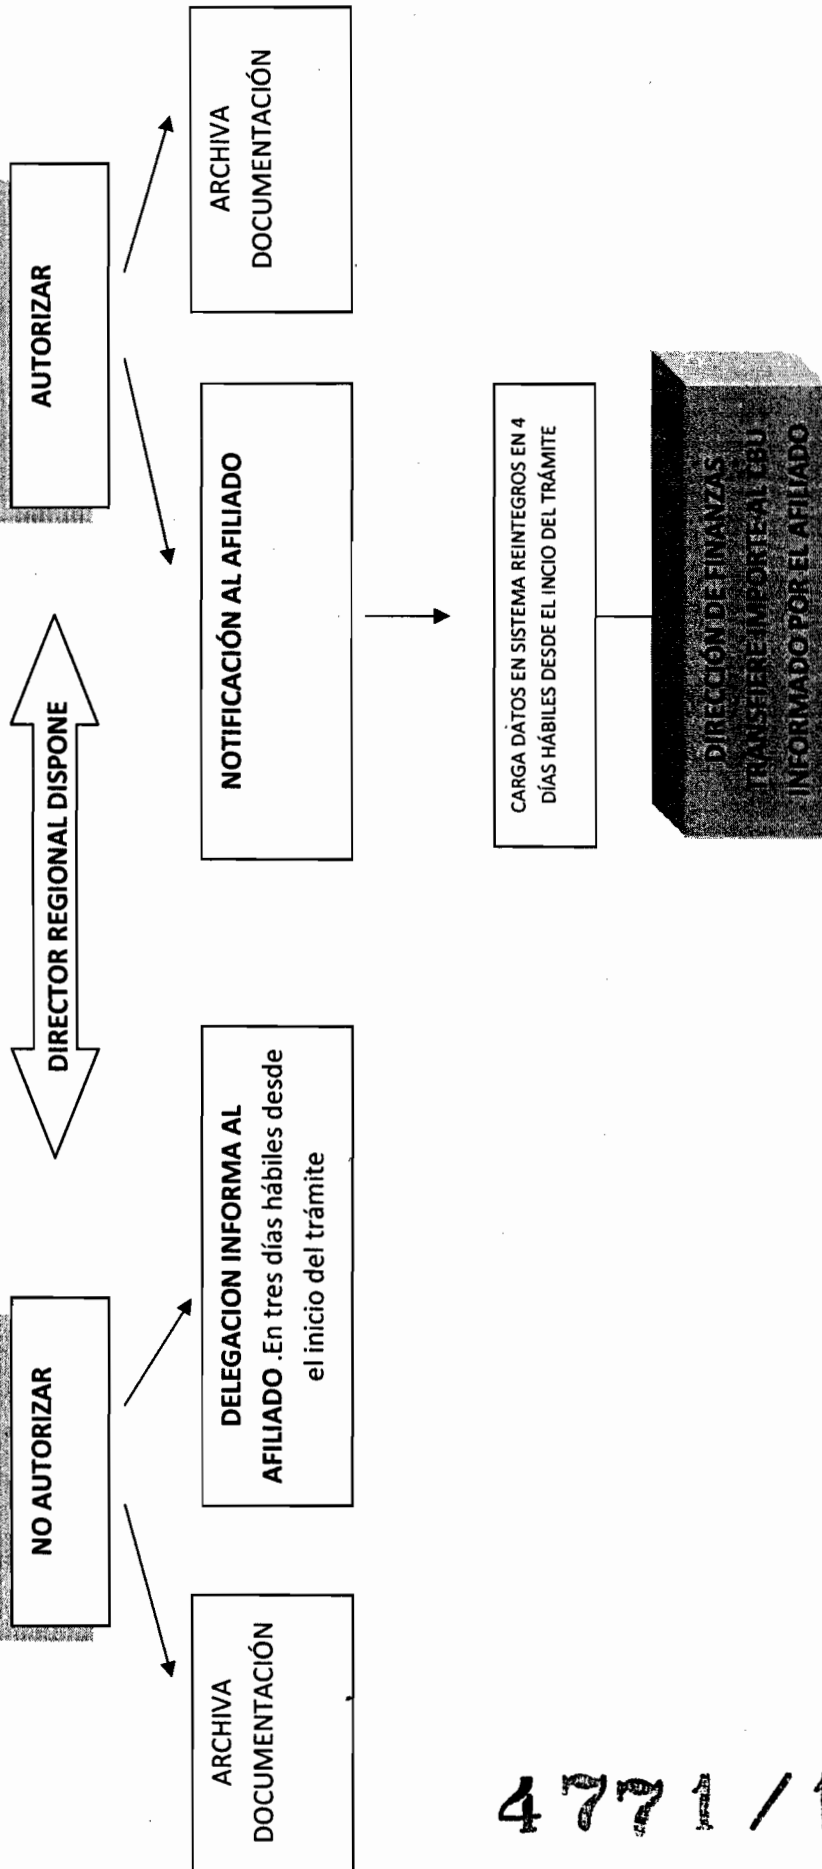 DIRECTOR REGIONAL DISPONE
NO AUTORIZAR
AUTORIZAR
ARCHIVA
DOCUMENTACIÓN
DELEGACION INFORMA AL
AFILIADO .En tres días hábiles desde
el inicio del trámite
NOTIFICACIÓN AL AFILIADO
ARCHIVA
DOCUMENTACIÓN
CARGA DATOS EN SISTEMA REINTEGROS EN 4
DÍAS HÁBILES DESDE EL INCIO DEL TRÁMITE
DIRECCIÓN DE FINANZAS
TRANSFIERE IMPORTE AL CBU
INFORMADO POR EL AFILIADO
4771/